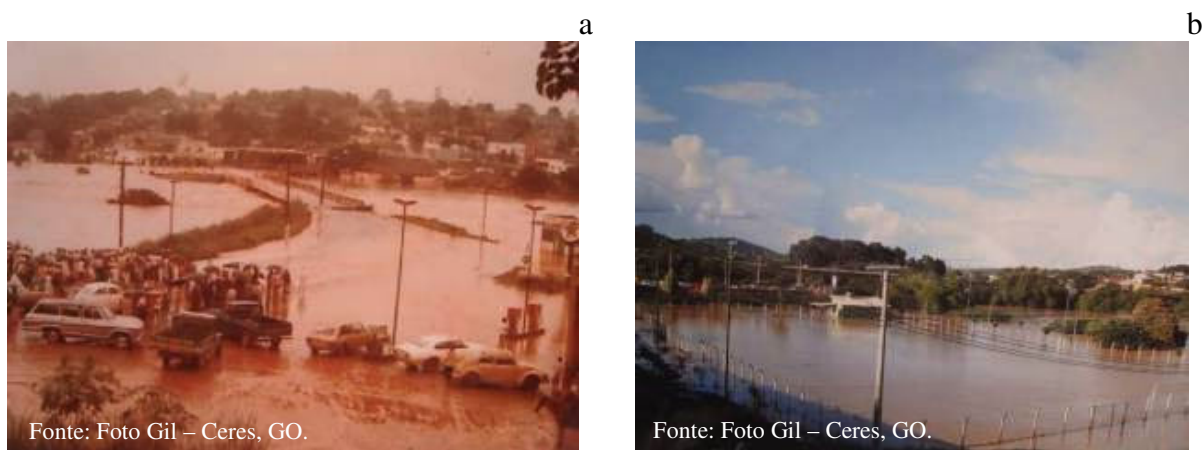 a
b
Fonte: Foto Gil – Ceres, GO.
Fonte: Foto Gil – Ceres, GO.